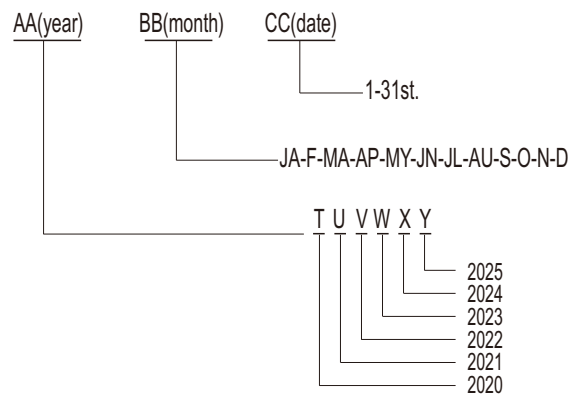 AA(year) BB(month) CC(date)
1-31st.
JA-F-MA-AP-MY-JN-JL-AU-S-O-N-D
T U V W X Y
2025
2024
2023
2022
2021
2020